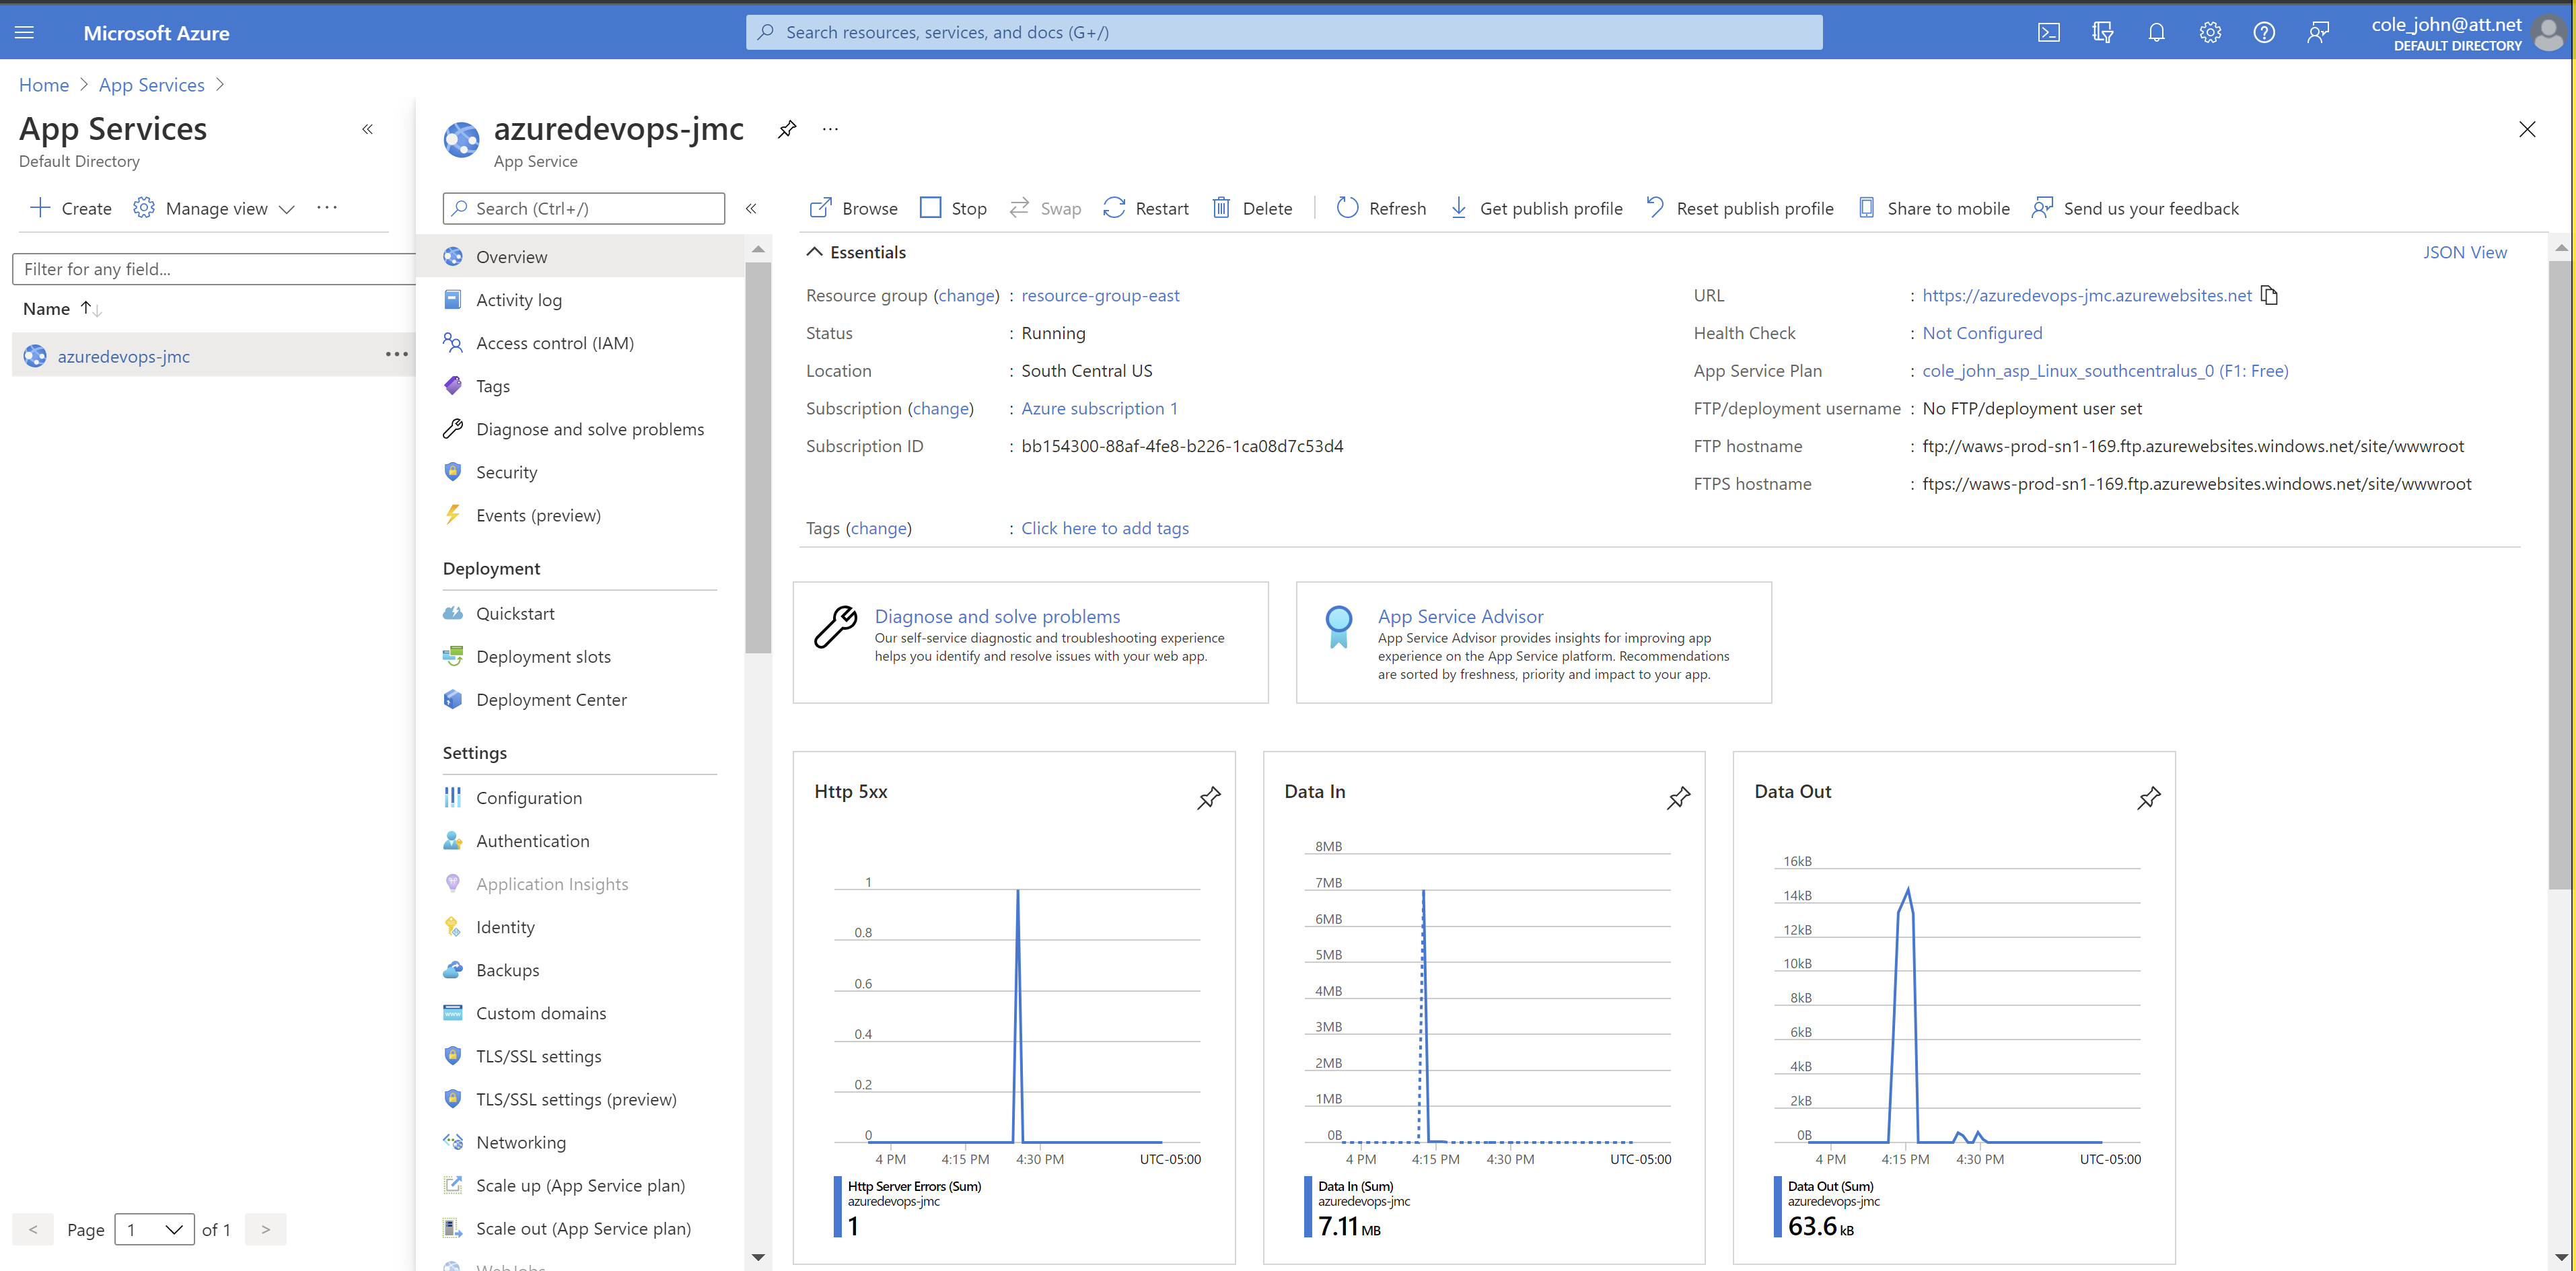 Microsoft Azure
Search resources, services, and docs (G+/)
cole_john@att.net
DEFAULT DIRECTORY
Home > App Services >
App Services
Default Directory
Create
Manage view
Filter for any field...
Name
azuredevops-jmc
Page 1 of 1
azuredevops-jmc
App Service
Search (Ctrl+/)
Overview
Activity log
Access control (IAM)
Tags
Diagnose and solve problems
Security
Events (preview)
Deployment
Quickstart
Deployment slots
Deployment Center
Settings
Configuration
Authentication
Application Insights
Identity
Backups
Custom domains
TLS/SSL settings
TLS/SSL settings (preview)
Networking
Scale up (App Service plan)
Scale out (App Service plan)
WebJobs
Browse Stop Swap Restart Delete Refresh Get publish profile Reset publish profile Share to mobile Send us your feedback
Essentials
JSON View
Resource group (change) : resource-group-east
Status : Running
Location : South Central US
Subscription (change) : Azure subscription 1
Subscription ID : bb154300-88af-4fe8-b226-1ca08d7c53d4
Tags (change) : Click here to add tags
URL : https://azuredevops-jmc.azurewebsites.net
Health Check : Not Configured
App Service Plan : cole_john_asp_Linux_southcentralus_0 (F1: Free)
FTP/deployment username : No FTP/deployment user set
FTP hostname : ftp://waws-prod-sn1-169.ftp.azurewebsites.windows.net/site/wwwroot
FTPS hostname : ftps://waws-prod-sn1-169.ftp.azurewebsites.windows.net/site/wwwroot
Diagnose and solve problems
Our self-service diagnostic and troubleshooting experience
helps you identify and resolve issues with your web app.
App Service Advisor
App Service Advisor provides insights for improving app
experience on the App Service platform. Recommendations
are sorted by freshness, priority and impact to your app.
Http 5xx
1
0.8
0.6
0.4
0.2
0
4 PM 4:15 PM 4:30 PM UTC-05:00
Http Server Errors (Sum)
azuredevops-jmc
1
Data In
8MB
7MB
6MB
5MB
4MB
3MB
2MB
1MB
0B
4 PM 4:15 PM 4:30 PM UTC-05:00
Data In (Sum)
azuredevops-jmc
7.11 MB
Data Out
16kB
14kB
12kB
10kB
8kB
6kB
4kB
2kB
0B
4 PM 4:15 PM 4:30 PM UTC-05:00
Data Out (Sum)
azuredevops-jmc
63.6 kB